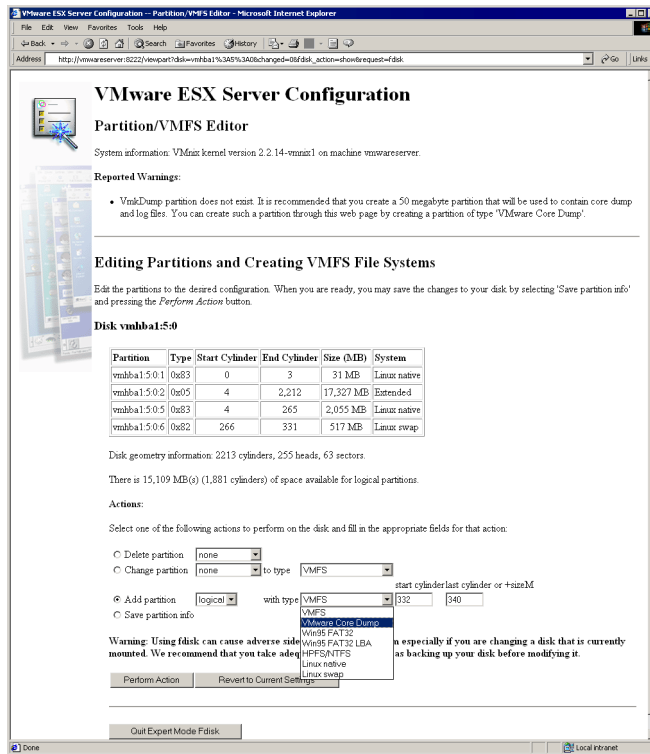 VMware ESX Server Configuration -- Partition/VMFS Editor - Microsoft Internet Explorer
File Edit View Favorites Tools Help
Back Search Favorites History
Address http://vmwareserver:8222/viewpart?disk=vmhba1%3A5%3A0&changed=0&fdisk_action=show&request=fdisk Go Links
VMware ESX Server Configuration
Partition/VMFS Editor
System information: VMnix kernel version 2.2.14-vmnix1 on machine vmwareserver.
Reported Warnings:
• VmkDump partition does not exist. It is recommended that you create a 50 megabyte partition that will be used to contain core dump
and log files. You can create such a partition through this web page by creating a partition of type 'VMware Core Dump'.
Editing Partitions and Creating VMFS File Systems
Edit the partitions to the desired configuration. When you are ready, you may save the changes to your disk by selecting 'Save partition info'
and pressing the Perform Action button.
Disk vmhba1:5:0
Partition Type Start Cylinder End Cylinder Size (MB) System
vmhba1:5:0:1 0x83 0 3 31 MB Linux native
vmhba1:5:0:2 0x05 4 2,212 17,327 MB Extended
vmhba1:5:0:5 0x83 4 265 2,055 MB Linux native
vmhba1:5:0:6 0x82 266 331 517 MB Linux swap
Disk geometry information: 2213 cylinders, 255 heads, 63 sectors.
There is 15,109 MB(s) (1,881 cylinders) of space available for logical partitions.
Actions:
Select one of the following actions to perform on the disk and fill in the appropriate fields for that action:
Delete partition none
Change partition none to type VMFS
start cylinder last cylinder or +sizeM
Add partition logical with type VMFS 332 340
Save partition info
VMFS
VMware Core Dump
Win95 FAT32
Win95 FAT32 LBA
HPFS/NTFS
Linux native
Linux swap
Warning: Using fdisk can cause adverse side m especially if you are changing a disk that is currently
mounted. We recommend that you take adeq as backing up your disk before modifying it.
Perform Action Revert to Current Settings
Quit Expert Mode Fdisk
Done Local intranet